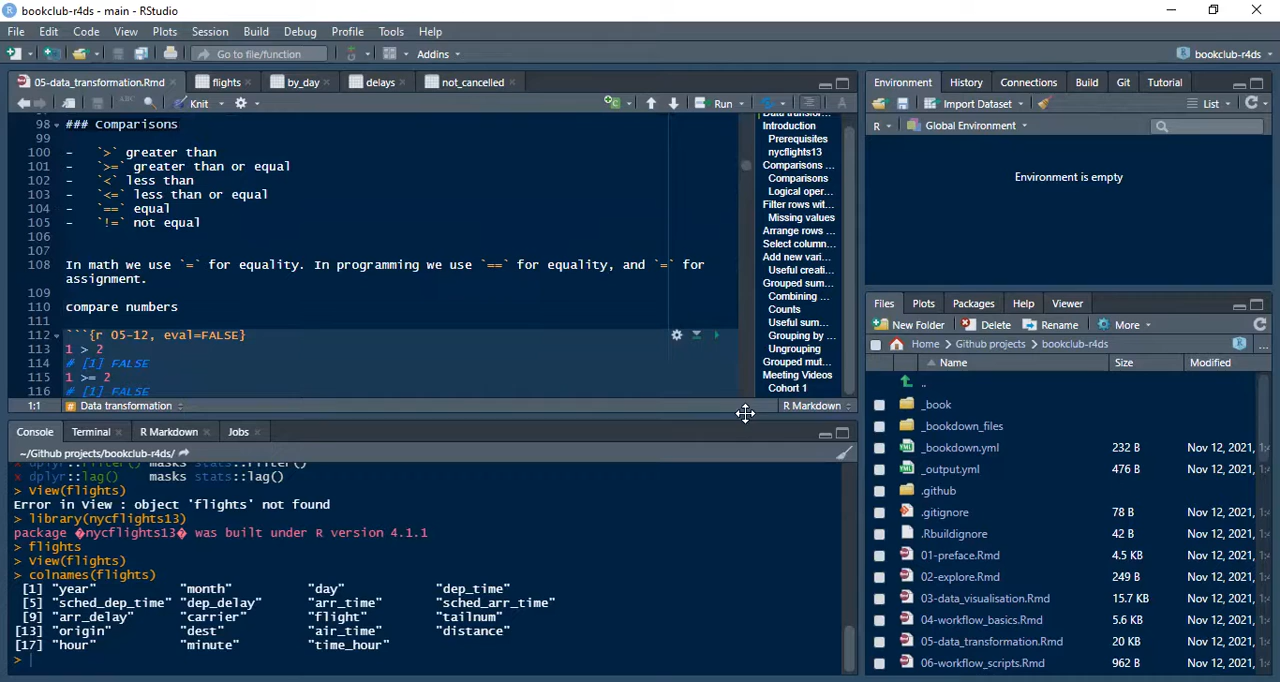 bookclub-r4ds - main - RStudio
File Edit Code View Plots Session Build Debug Profile Tools Help
Go to file/function Addins bookclub-r4ds
05-data_transformation.Rmd flights by_day delays not_cancelled
ABC Knit Run
98 ### Comparisons
99
100 - `>` greater than
101 - `>=` greater than or equal
102 - `<` less than
103 - `<=` less than or equal
104 - `==` equal
105 - `!=` not equal
106
107
108 In math we use `=` for equality. In programming we use `==` for equality, and `=` for
assignment.
109
110 compare numbers
111
112 ```{r 05-12, eval=FALSE}
113 1 > 2
114 # [1] FALSE
115 1 >= 2
116 # [1] FALSE
Data transfor...
Introduction
Prerequisites
nycflights13
Comparisons ...
Comparisons
Logical oper...
Filter rows wit...
Missing values
Arrange rows ...
Select column...
Add new vari...
Useful creati...
Grouped sum...
Combining ...
Counts
Useful sum...
Grouping by ...
Ungrouping
Grouped mut...
Meeting Videos
Cohort 1
1:1 # Data transformation R Markdown
Console Terminal R Markdown Jobs
~/Github projects/bookclub-r4ds/
x dplyr::filter() masks stats::filter()
x dplyr::lag() masks stats::lag()
> View(flights)
Error in View : object 'flights' not found
> library(nycflights13)
package �nycflights13� was built under R version 4.1.1
> flights
> View(flights)
> colnames(flights)
[1] "year" "month" "day" "dep_time"
[5] "sched_dep_time" "dep_delay" "arr_time" "sched_arr_time"
[9] "arr_delay" "carrier" "flight" "tailnum"
[13] "origin" "dest" "air_time" "distance"
[17] "hour" "minute" "time_hour"
>
Environment History Connections Build Git Tutorial
Import Dataset List
R Global Environment
Environment is empty
Files Plots Packages Help Viewer
New Folder Delete Rename More
Home Github projects bookclub-r4ds ...
Name Size Modified
..
_book
_bookdown_files
_bookdown.yml 232 B Nov 12, 2021,
_output.yml 476 B Nov 12, 2021,
.github
.gitignore 78 B Nov 12, 2021,
.Rbuildignore 42 B Nov 12, 2021,
01-preface.Rmd 4.5 KB Nov 12, 2021,
02-explore.Rmd 249 B Nov 12, 2021,
03-data_visualisation.Rmd 15.7 KB Nov 12, 2021,
04-workflow_basics.Rmd 5.6 KB Nov 12, 2021,
05-data_transformation.Rmd 20 KB Nov 12, 2021,
06-workflow_scripts.Rmd 962 B Nov 12, 2021,